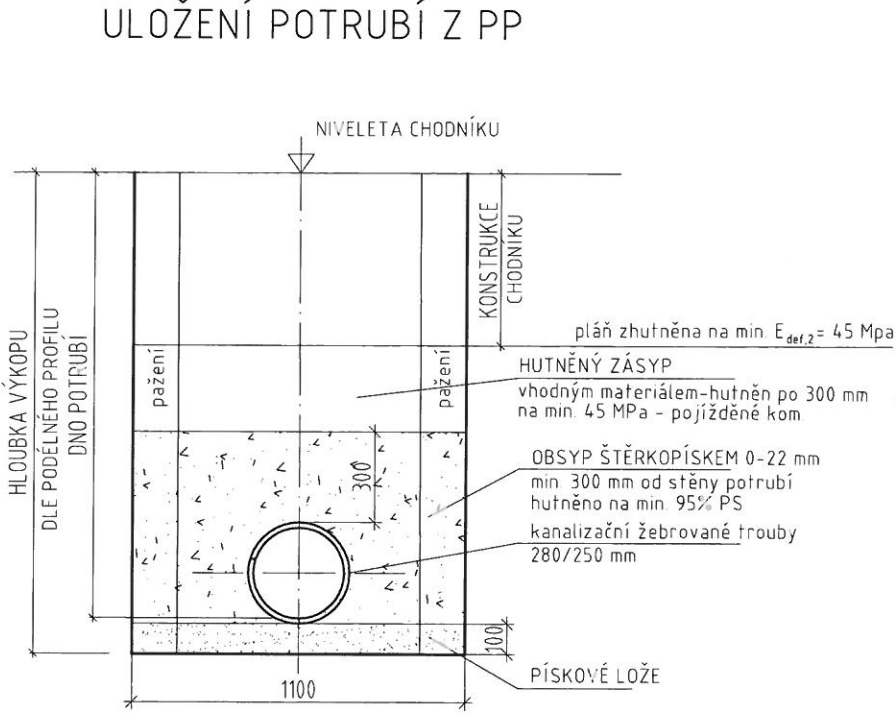 ULOŽENÍ POTRUBÍ Z PP
NIVELETA CHODNÍKU
HLOUBKA VÝKOPU
DLE PODÉLNÉHO PROFILU
DNO POTRUBÍ
KONSTRUKCE
CHODNÍKU
pláň zhutněna na min. Edef,2= 45 Mpa
pažení
pažení
HUTNĚNÝ ZÁSYP
vhodným materiálem-hutněn po 300 mm
na min. 45 MPa - pojížděné kom.
300
OBSYP ŠTĚRKOPÍSKEM 0-22 mm
min. 300 mm od stěny potrubí
hutněno na min. 95% PS
kanalizační žebrované trouby
280/250 mm
100
PÍSKOVÉ LOŽE
1100